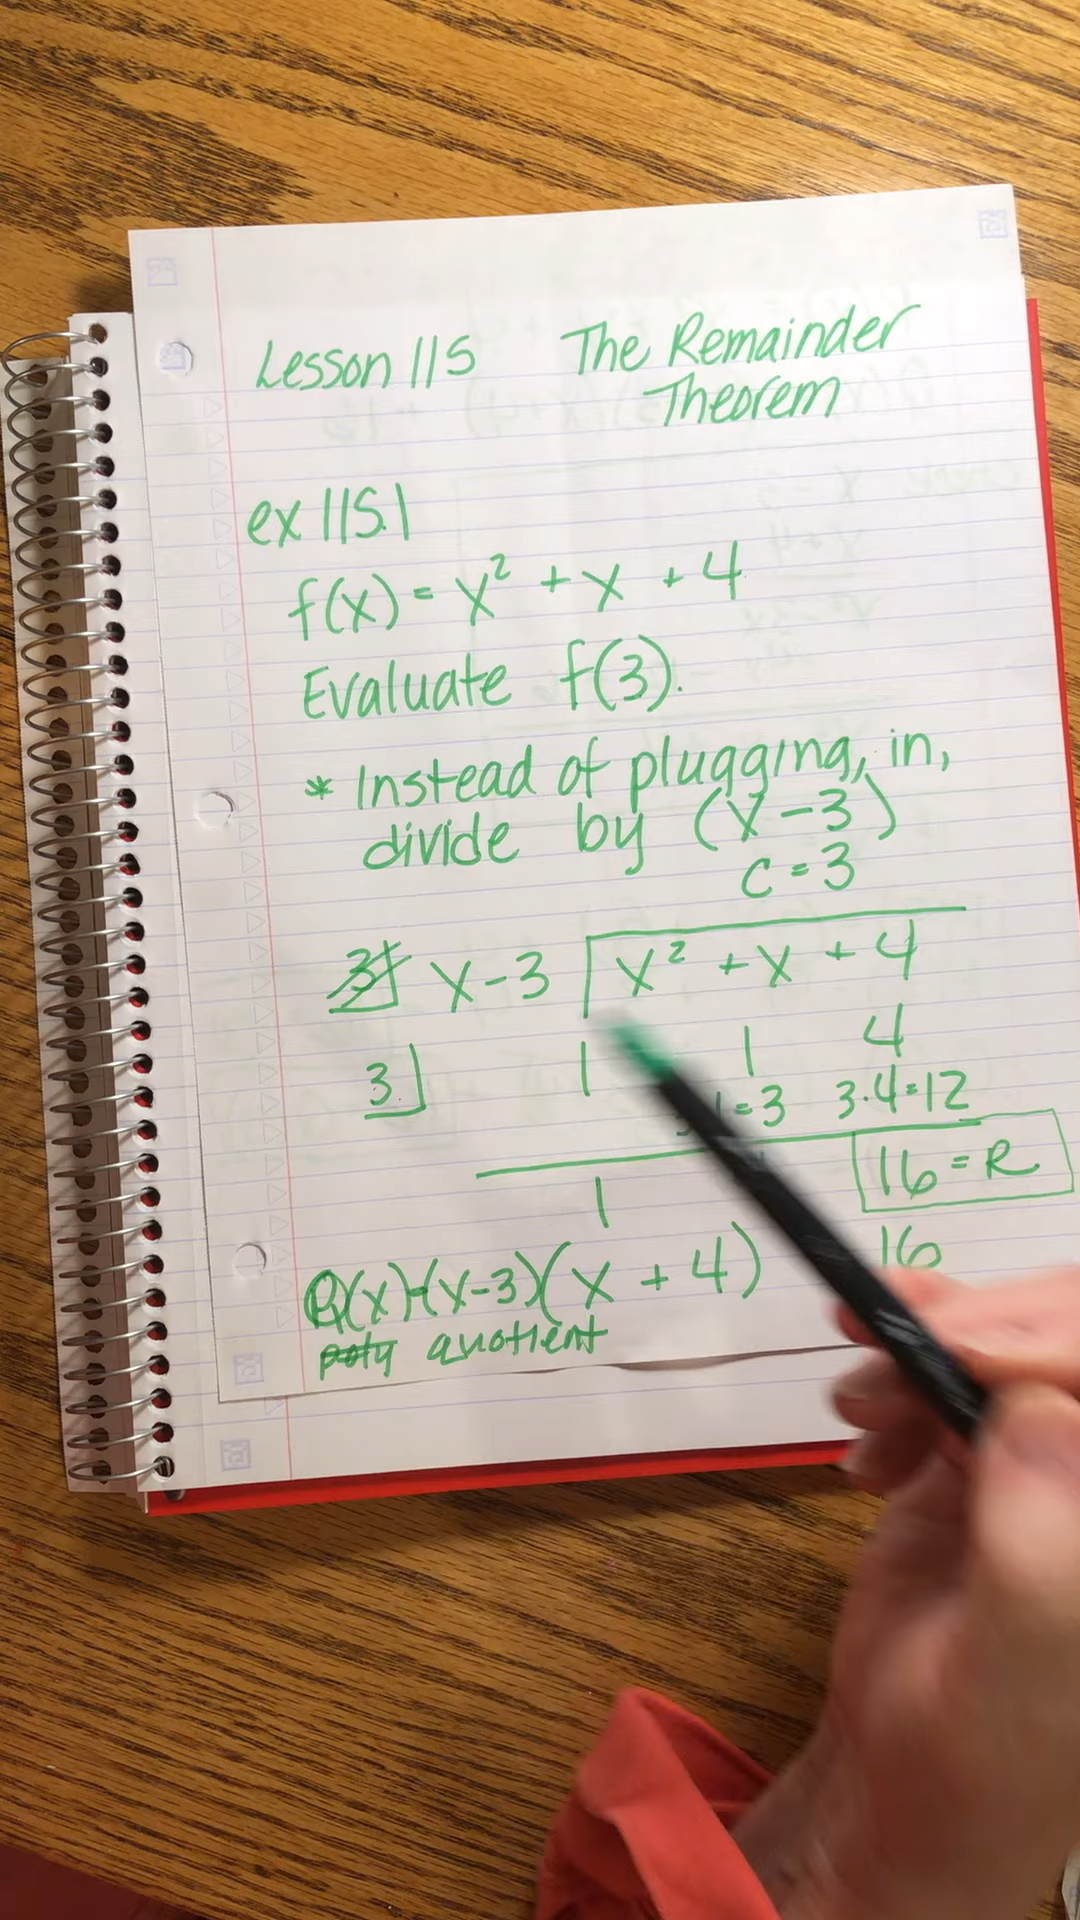 Lesson 115 The Remainder
Theorem
ex 115.1
f(x) = x² + x + 4
Evaluate f(3).
* Instead of plugging, in,
divide by (x - 3)
c = 3
x - 3 x² + x + 4
3 1 1 4
= 3 3·4=12
1 16 = R
16
(x) (x-3)(x + 4)
quotient